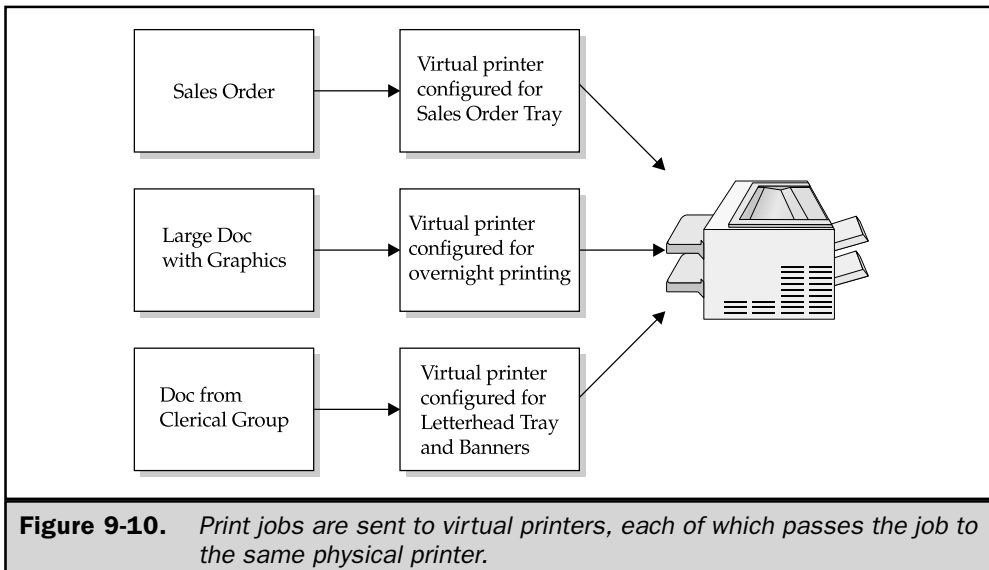 Sales Order
Virtual printer
configured for
Sales Order Tray
Large Doc
with Graphics
Virtual printer
configured for
overnight printing
Doc from
Clerical Group
Virtual printer
configured for
Letterhead Tray
and Banners
Figure 9-10. Print jobs are sent to virtual printers, each of which passes the job to
the same physical printer.